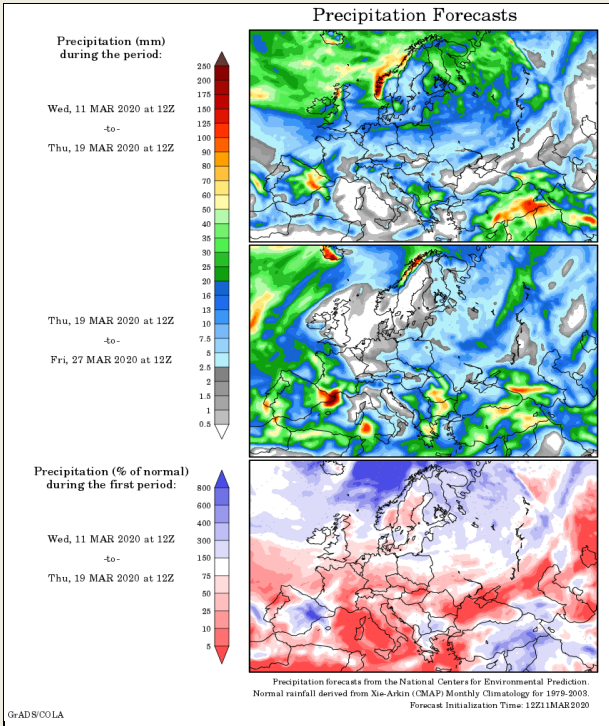 Precipitation Forecasts
Precipitation (mm)
during the period:
Wed, 11 MAR 2020 at 12Z
-to-
Thu, 19 MAR 2020 at 12Z
250
200
175
150
125
100
90
80
70
60
50
40
35
30
25
20
16
13
10
7.5
5
2.5
2
1.5
1
0.5
Thu, 19 MAR 2020 at 12Z
-to-
Fri, 27 MAR 2020 at 12Z
Precipitation (% of normal)
during the first period:
Wed, 11 MAR 2020 at 12Z
-to-
Thu, 19 MAR 2020 at 12Z
800
600
400
300
150
75
50
25
10
5
Precipitation forecasts from the National Centers for Environmental Prediction.
Normal rainfall derived from Xie-Arkin (CMAP) Monthly Climatology for 1979-2003.
Forecast Initialization Time: 12Z11MAR2020
GrADS/COLA